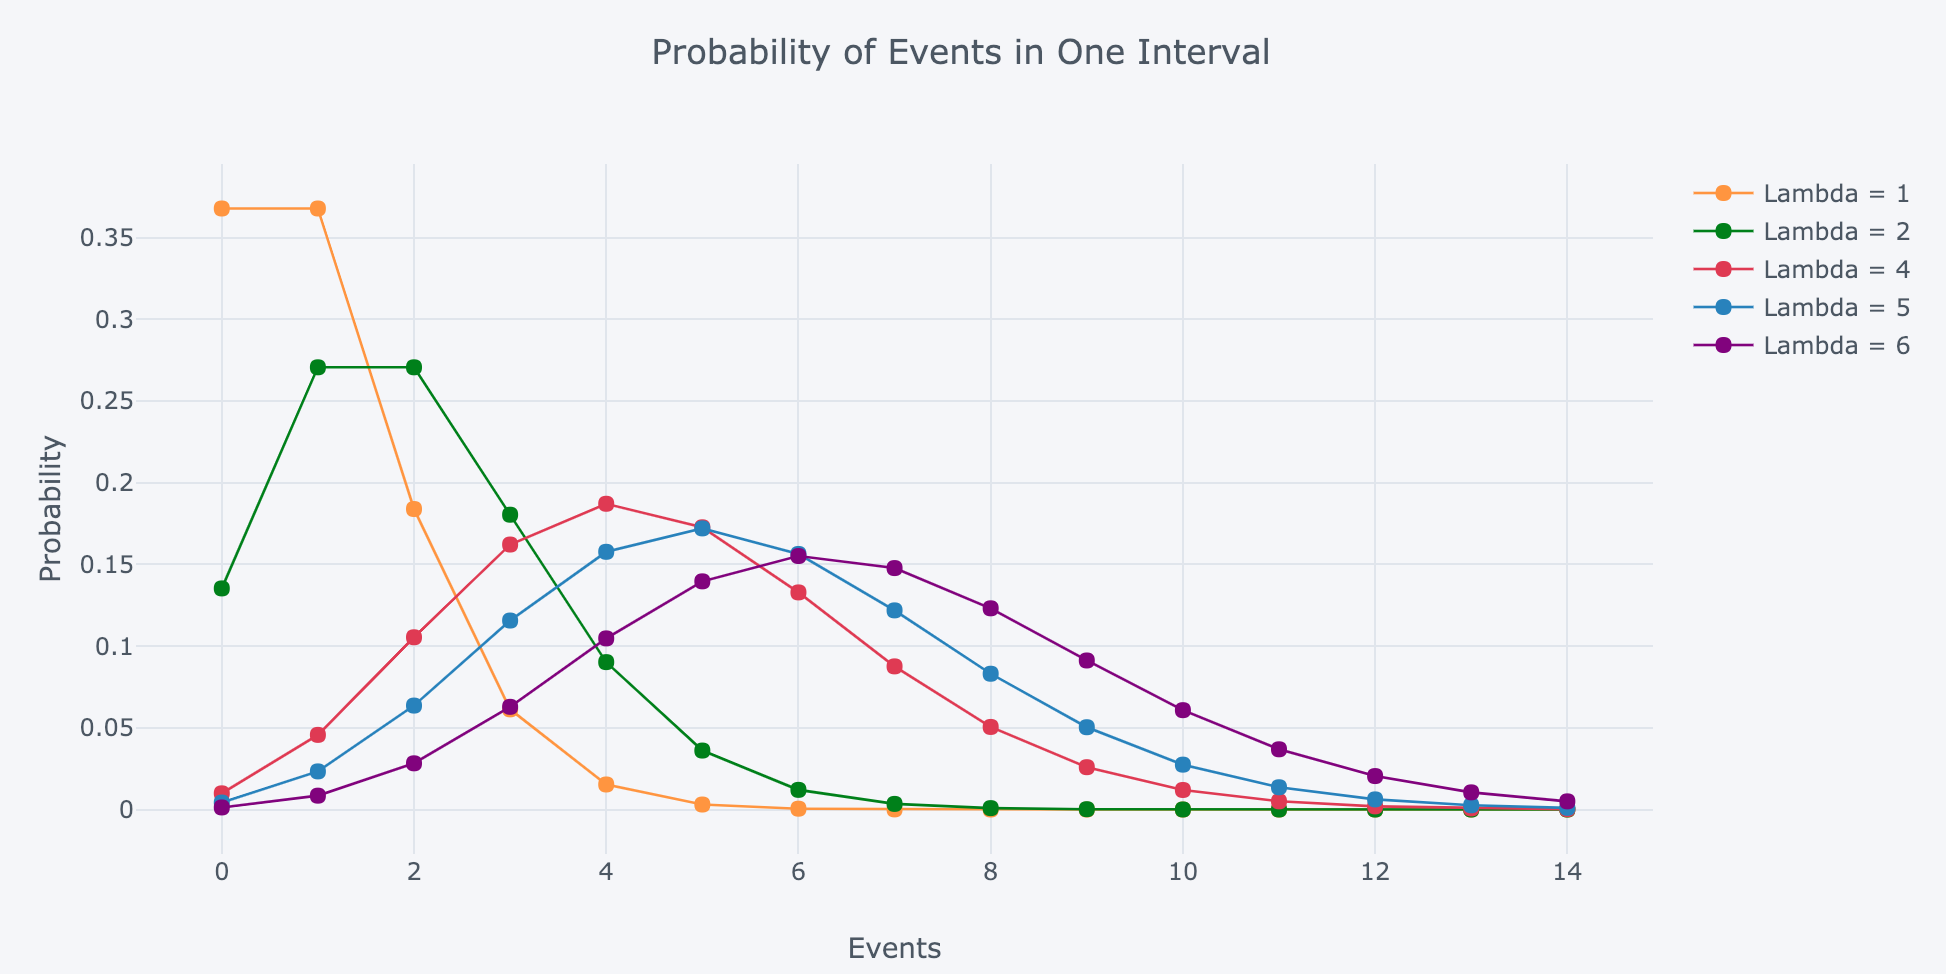 Probability of Events in One Interval
Lambda = 1
Lambda = 2
Lambda = 4
Lambda = 5
Lambda = 6
Probability
0.35
0.3
0.25
0.2
0.15
0.1
0.05
0
0 2 4 6 8 10 12 14
Events